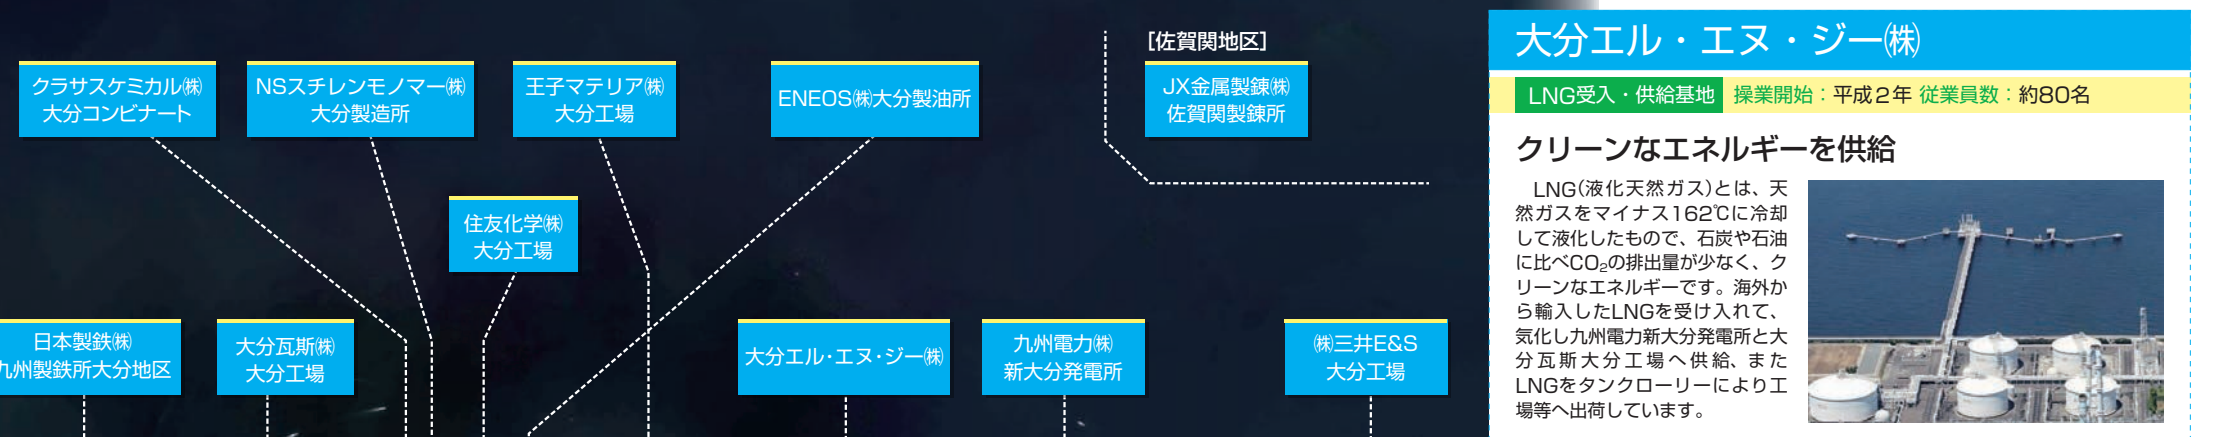 [佐賀関地区]
クラサスケミカル㈱
大分コンビナート
NSスチレンモノマー㈱
大分製造所
王子マテリア㈱
大分工場
ENEOS㈱大分製油所
JX金属製錬㈱
佐賀関製錬所
住友化学㈱
大分工場
日本製鉄㈱
九州製鉄所大分地区
大分瓦斯㈱
大分工場
大分エル・エヌ・ジー㈱
九州電力㈱
新大分発電所
㈱三井E&S
大分工場
大分エル・エヌ・ジー㈱
LNG受入・供給基地 操業開始：平成2年 従業員数：約80名
クリーンなエネルギーを供給
LNG(液化天然ガス)とは、天
然ガスをマイナス162℃に冷却
して液化したもので、石炭や石油
に比べCO₂の排出量が少なく、ク
リーンなエネルギーです。海外か
ら輸入したLNGを受け入れて、
気化し九州電力新大分発電所と大
分瓦斯大分工場へ供給、また
LNGをタンクローリーにより工
場等へ出荷しています。